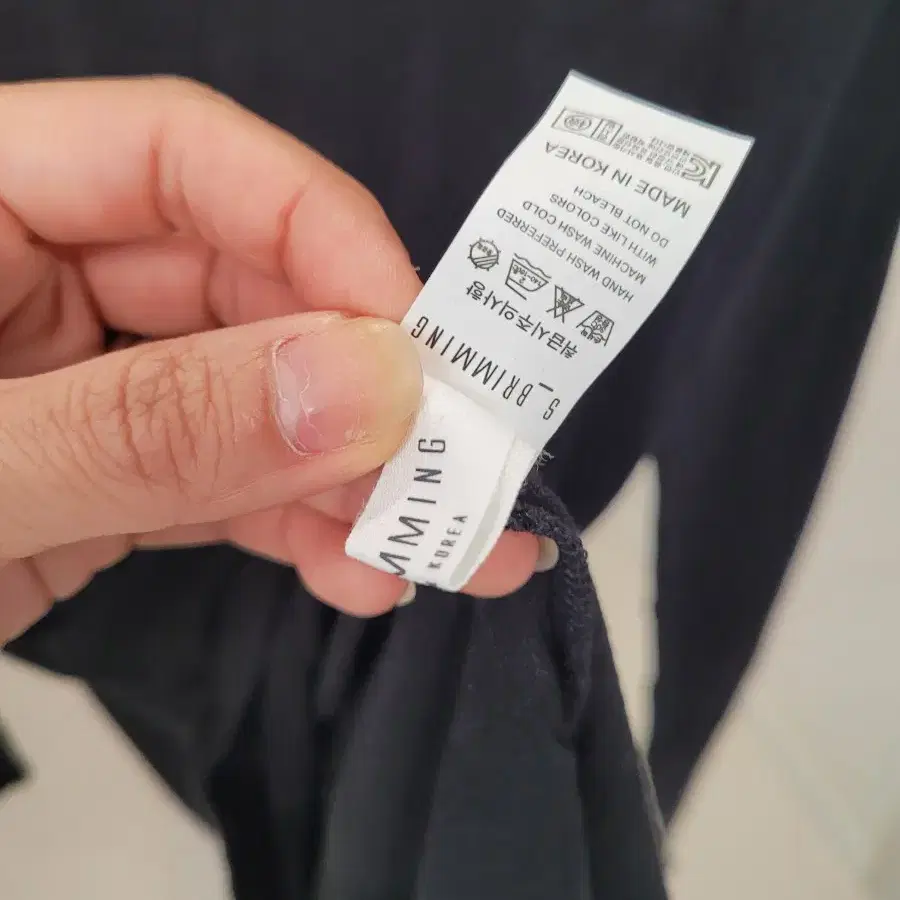 S_BRIMMING
취급시주의사항
HAND WASH PREFERRED
MACHINE WASH COLD
WITH LIKE COLORS
DO NOT BLEACH
MADE IN KOREA
MMING
KOREA